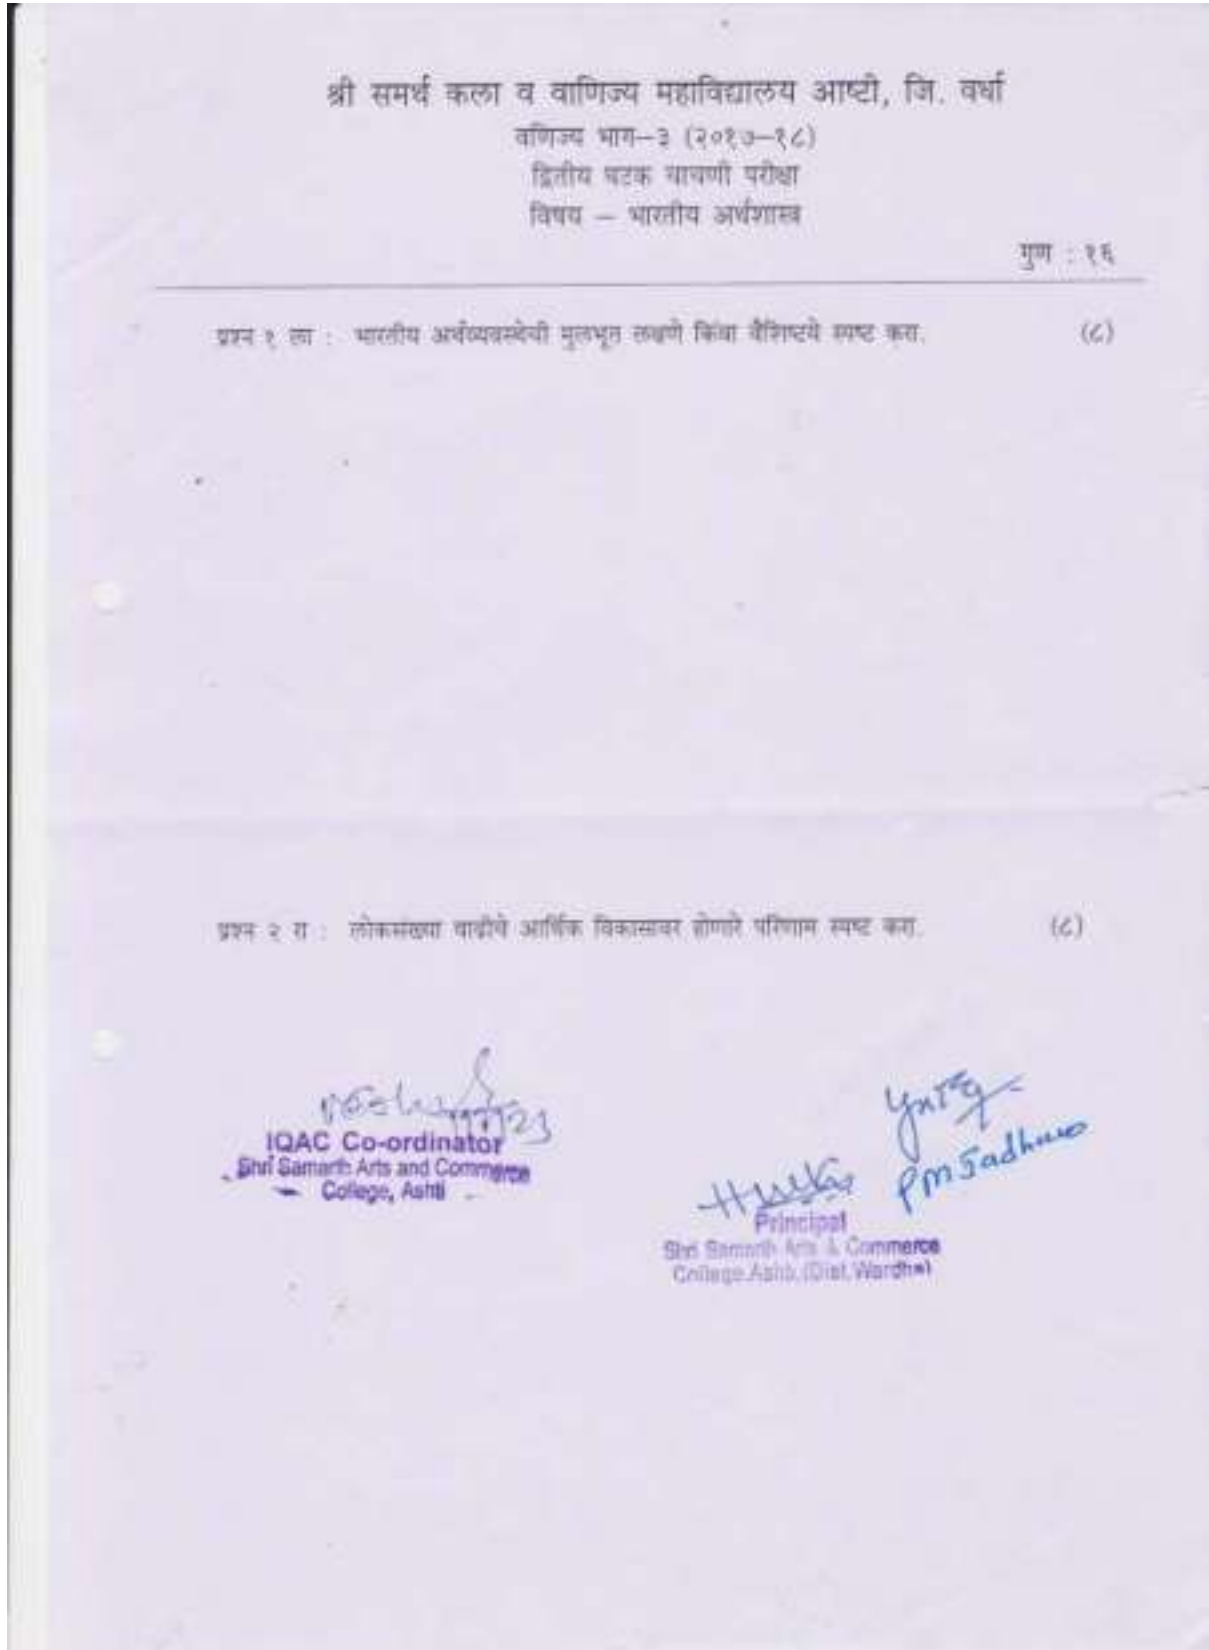 श्री समर्थ कला व वाणिज्य महाविद्यालय आष्टी, जि. वर्धा
वणिज्य भाग–३ (२०१७–१८)
द्वितीय घटक चाचणी परीक्षा
विषय – भारतीय अर्थशास्त्र
गुण : १६
प्रश्न १ ला : भारतीय अर्थव्यवस्थेची मुलभूत लक्षणे किंवा वैशिष्टये स्पष्ट करा. (८)
प्रश्न २ रा : लोकसंख्या वाढीचे आर्थिक विकासावर होणारे परिणाम स्पष्ट करा. (८)
IQAC Co-ordinator
Shri Samarth Arts and Commerce
College, Ashti
PMJadhao
Principal
Shri Samarth Arts & Commerce
College,Ashti,(Dist,Wardha)